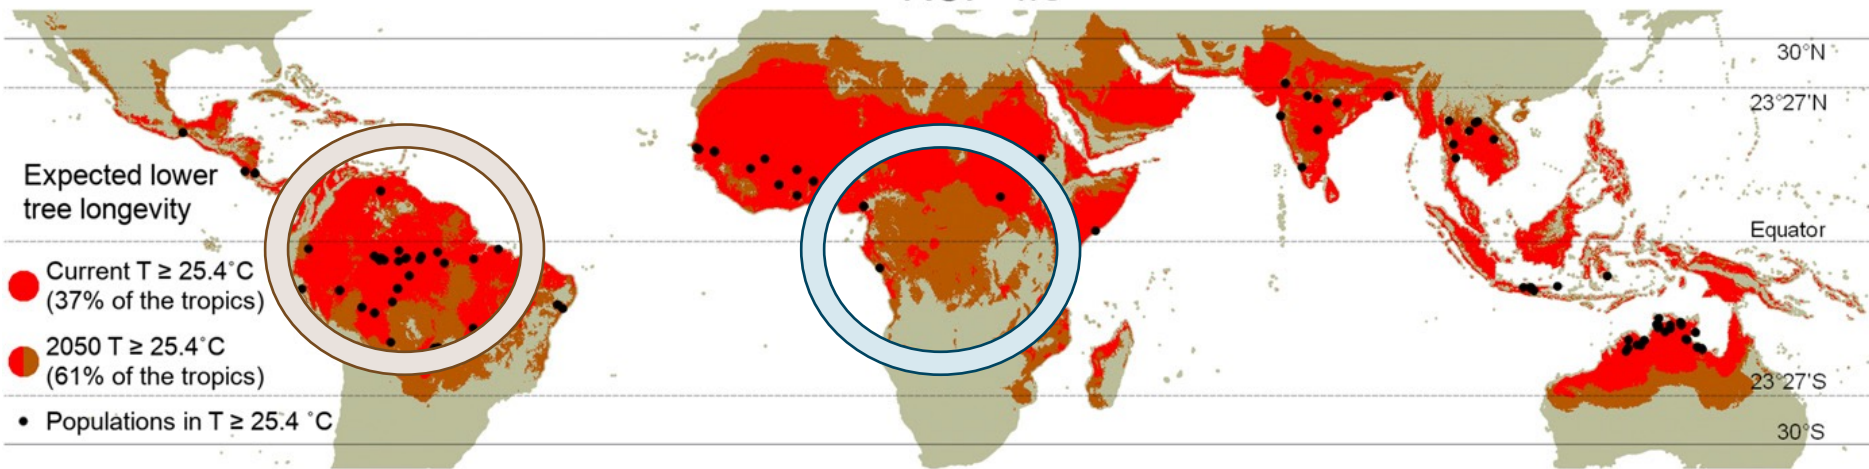 30°N
23°27'N
Expected lower
tree longevity
Equator
Current T ≥ 25.4°C
(37% of the tropics)
2050 T ≥ 25.4°C
(61% of the tropics)
23°27'S
Populations in T ≥ 25.4 °C
30°S